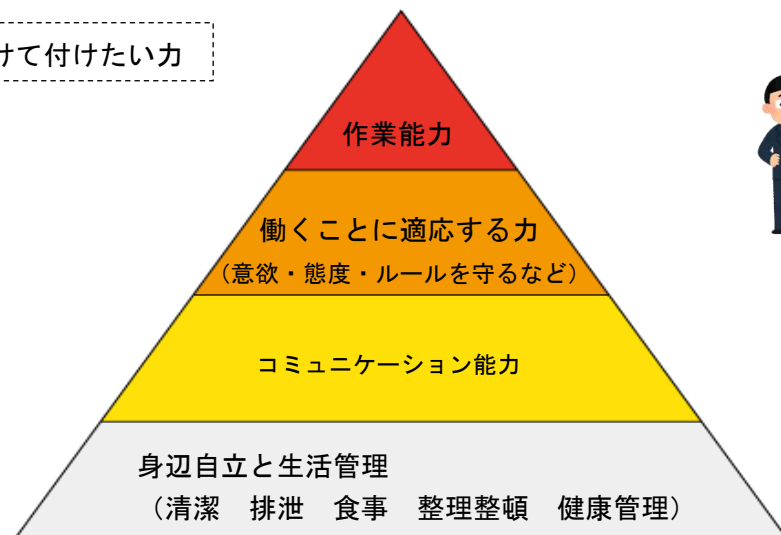 けて付けたい力
作業能力
働くことに適応する力
（意欲・態度・ルールを守るなど）
コミュニケーション能力
身辺自立と生活管理
（清潔　排泄　食事　整理整頓　健康管理）